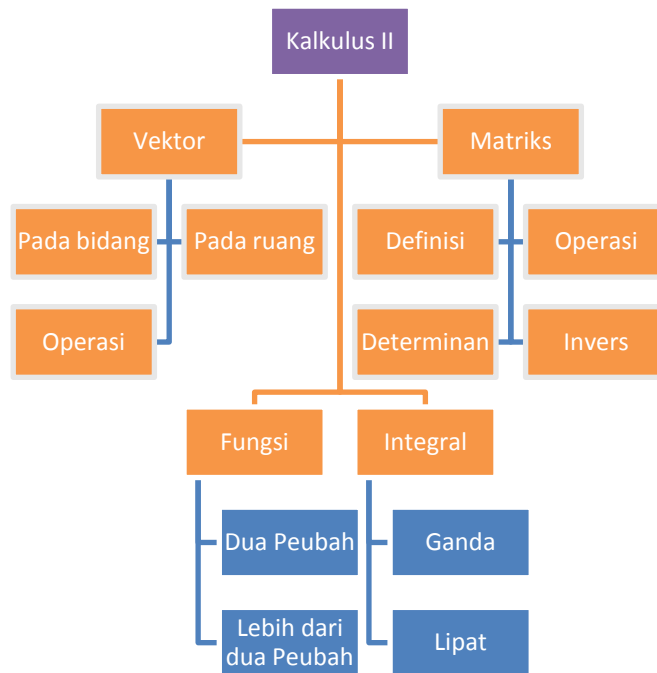 Kalkulus II
Vektor
Matriks
Pada bidang
Pada ruang
Definisi
Operasi
Operasi
Determinan
Invers
Fungsi
Integral
Dua Peubah
Ganda
Lebih dari
dua Peubah
Lipat